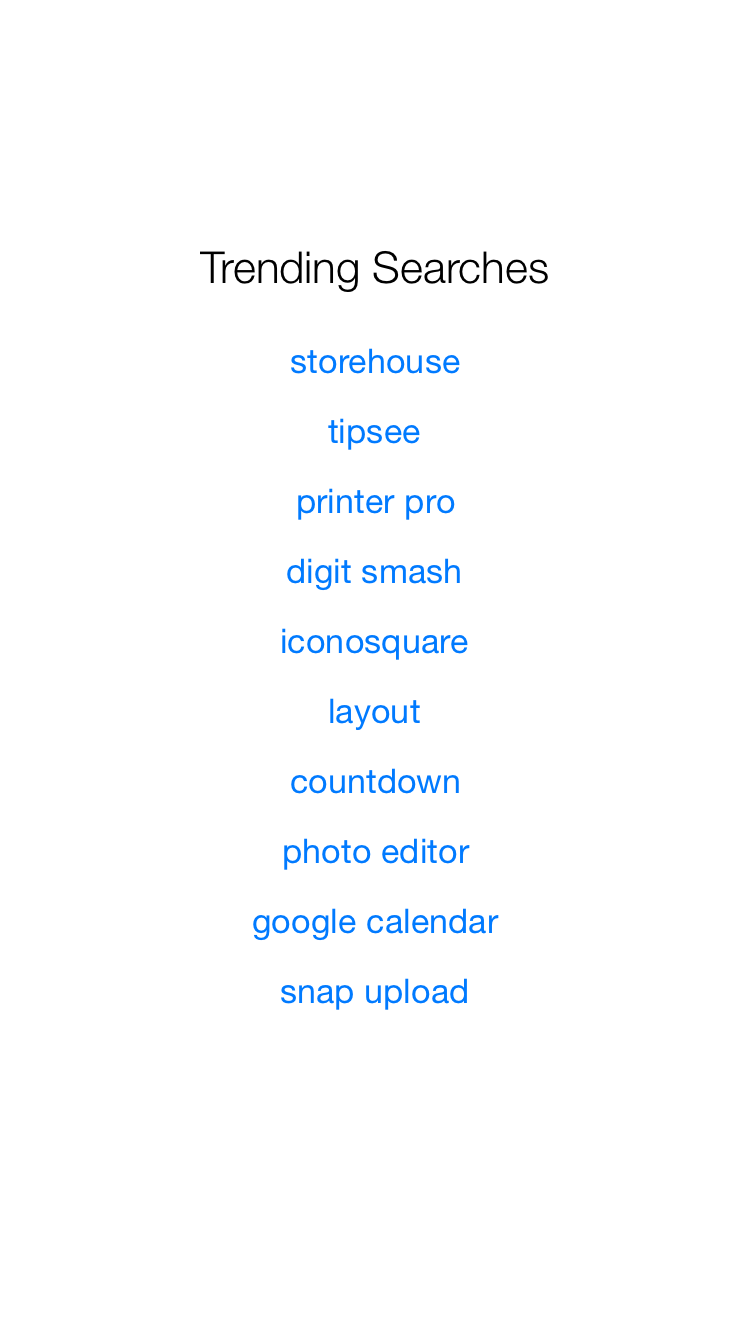 Trending Searches
storehouse
tipsee
printer pro
digit smash
iconosquare
layout
countdown
photo editor
google calendar
snap upload